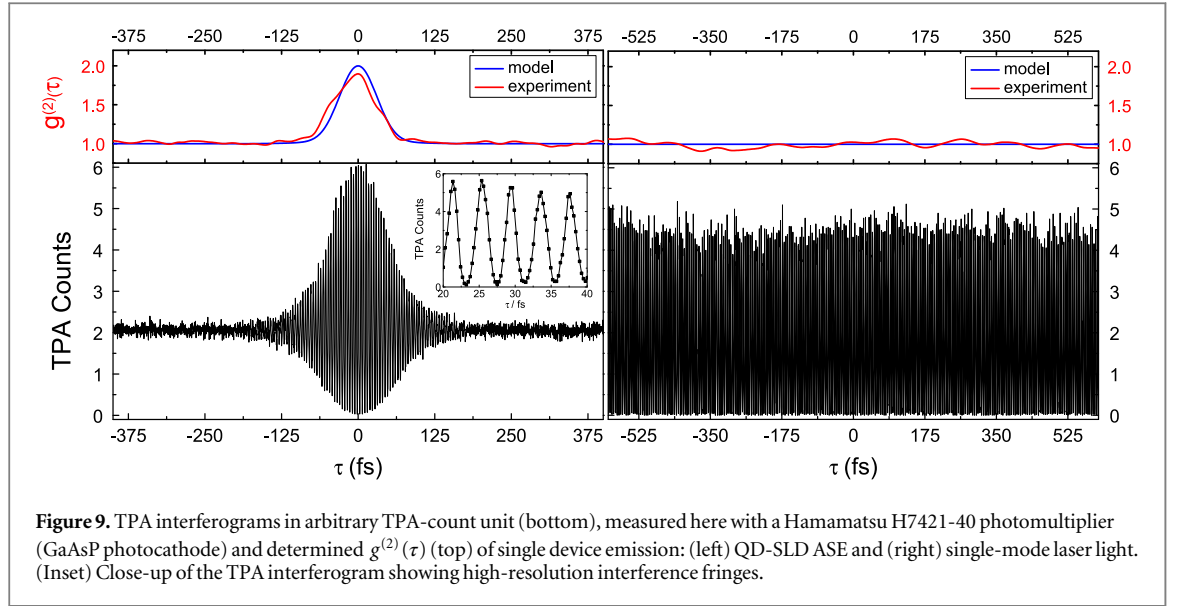 -375 -250 -125 0 125 250 375
-525 -350 -175 0 175 350 525
g(2)(τ)
2.0
1.5
1.0
model
experiment
model
experiment
2.0
1.5
1.0
TPA Counts
6
5
4
3
2
1
0
TPA Counts
6
4
2
0
20 25 30 35 40
τ / fs
6
5
4
3
2
1
0
-375 -250 -125 0 125 250 375
-525 -350 -175 0 175 350 525
τ (fs)
τ (fs)
Figure 9. TPA interferograms in arbitrary TPA-count unit (bottom), measured here with a Hamamatsu H7421-40 photomultiplier
(GaAsP photocathode) and determined g(2)(τ) (top) of single device emission: (left) QD-SLD ASE and (right) single-mode laser light.
(Inset) Close-up of the TPA interferogram showing high-resolution interference fringes.